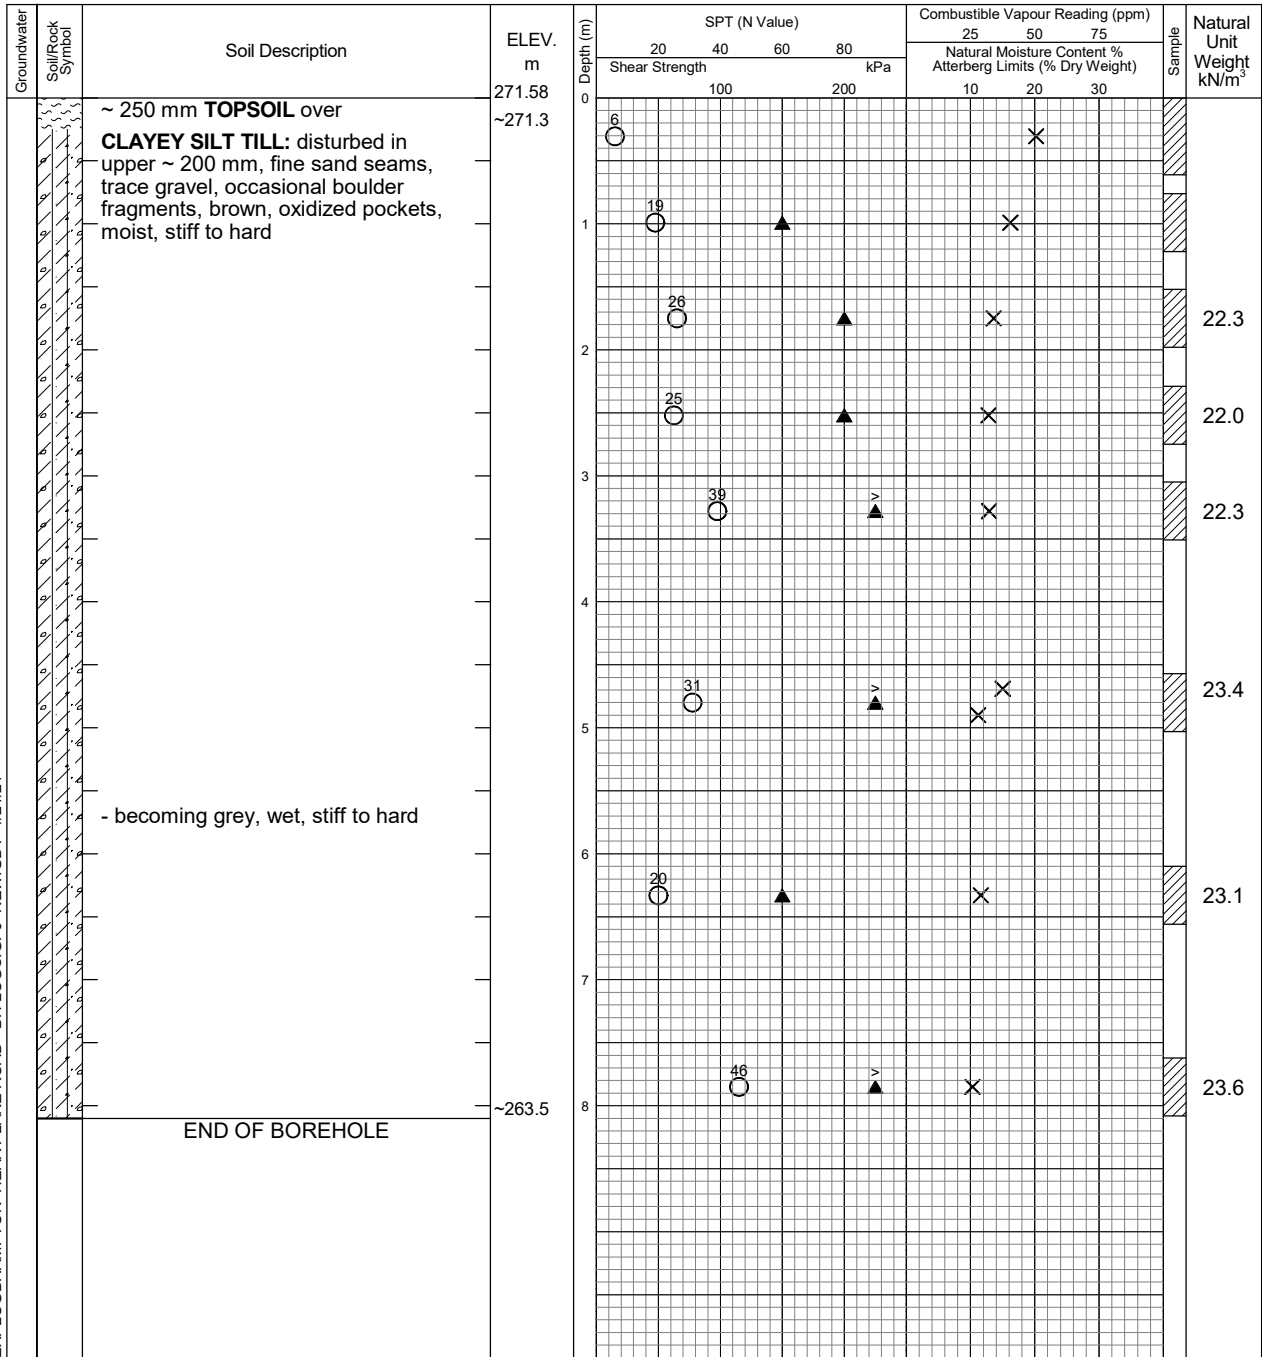 Groundwater
Soil/Rock
Symbol
Soil Description
ELEV.
m
Depth (m)
SPT (N Value)
20 40 60 80
Shear Strength kPa
100 200
Combustible Vapour Reading (ppm)
25 50 75
Natural Moisture Content %
Atterberg Limits (% Dry Weight)
10 20 30
Sample
Natural
Unit
Weight
kN/m³
271.58
0
~ 250 mm TOPSOIL over
~271.3
CLAYEY SILT TILL: disturbed in
upper ~ 200 mm, fine sand seams,
trace gravel, occasional boulder
fragments, brown, oxidized pockets,
moist, stiff to hard
6
19
1
26
22.3
2
25
22.0
3
39
>
22.3
4
31
>
23.4
5
- becoming grey, wet, stiff to hard
6
20
23.1
7
46
>
23.6
8
~263.5
END OF BOREHOLE